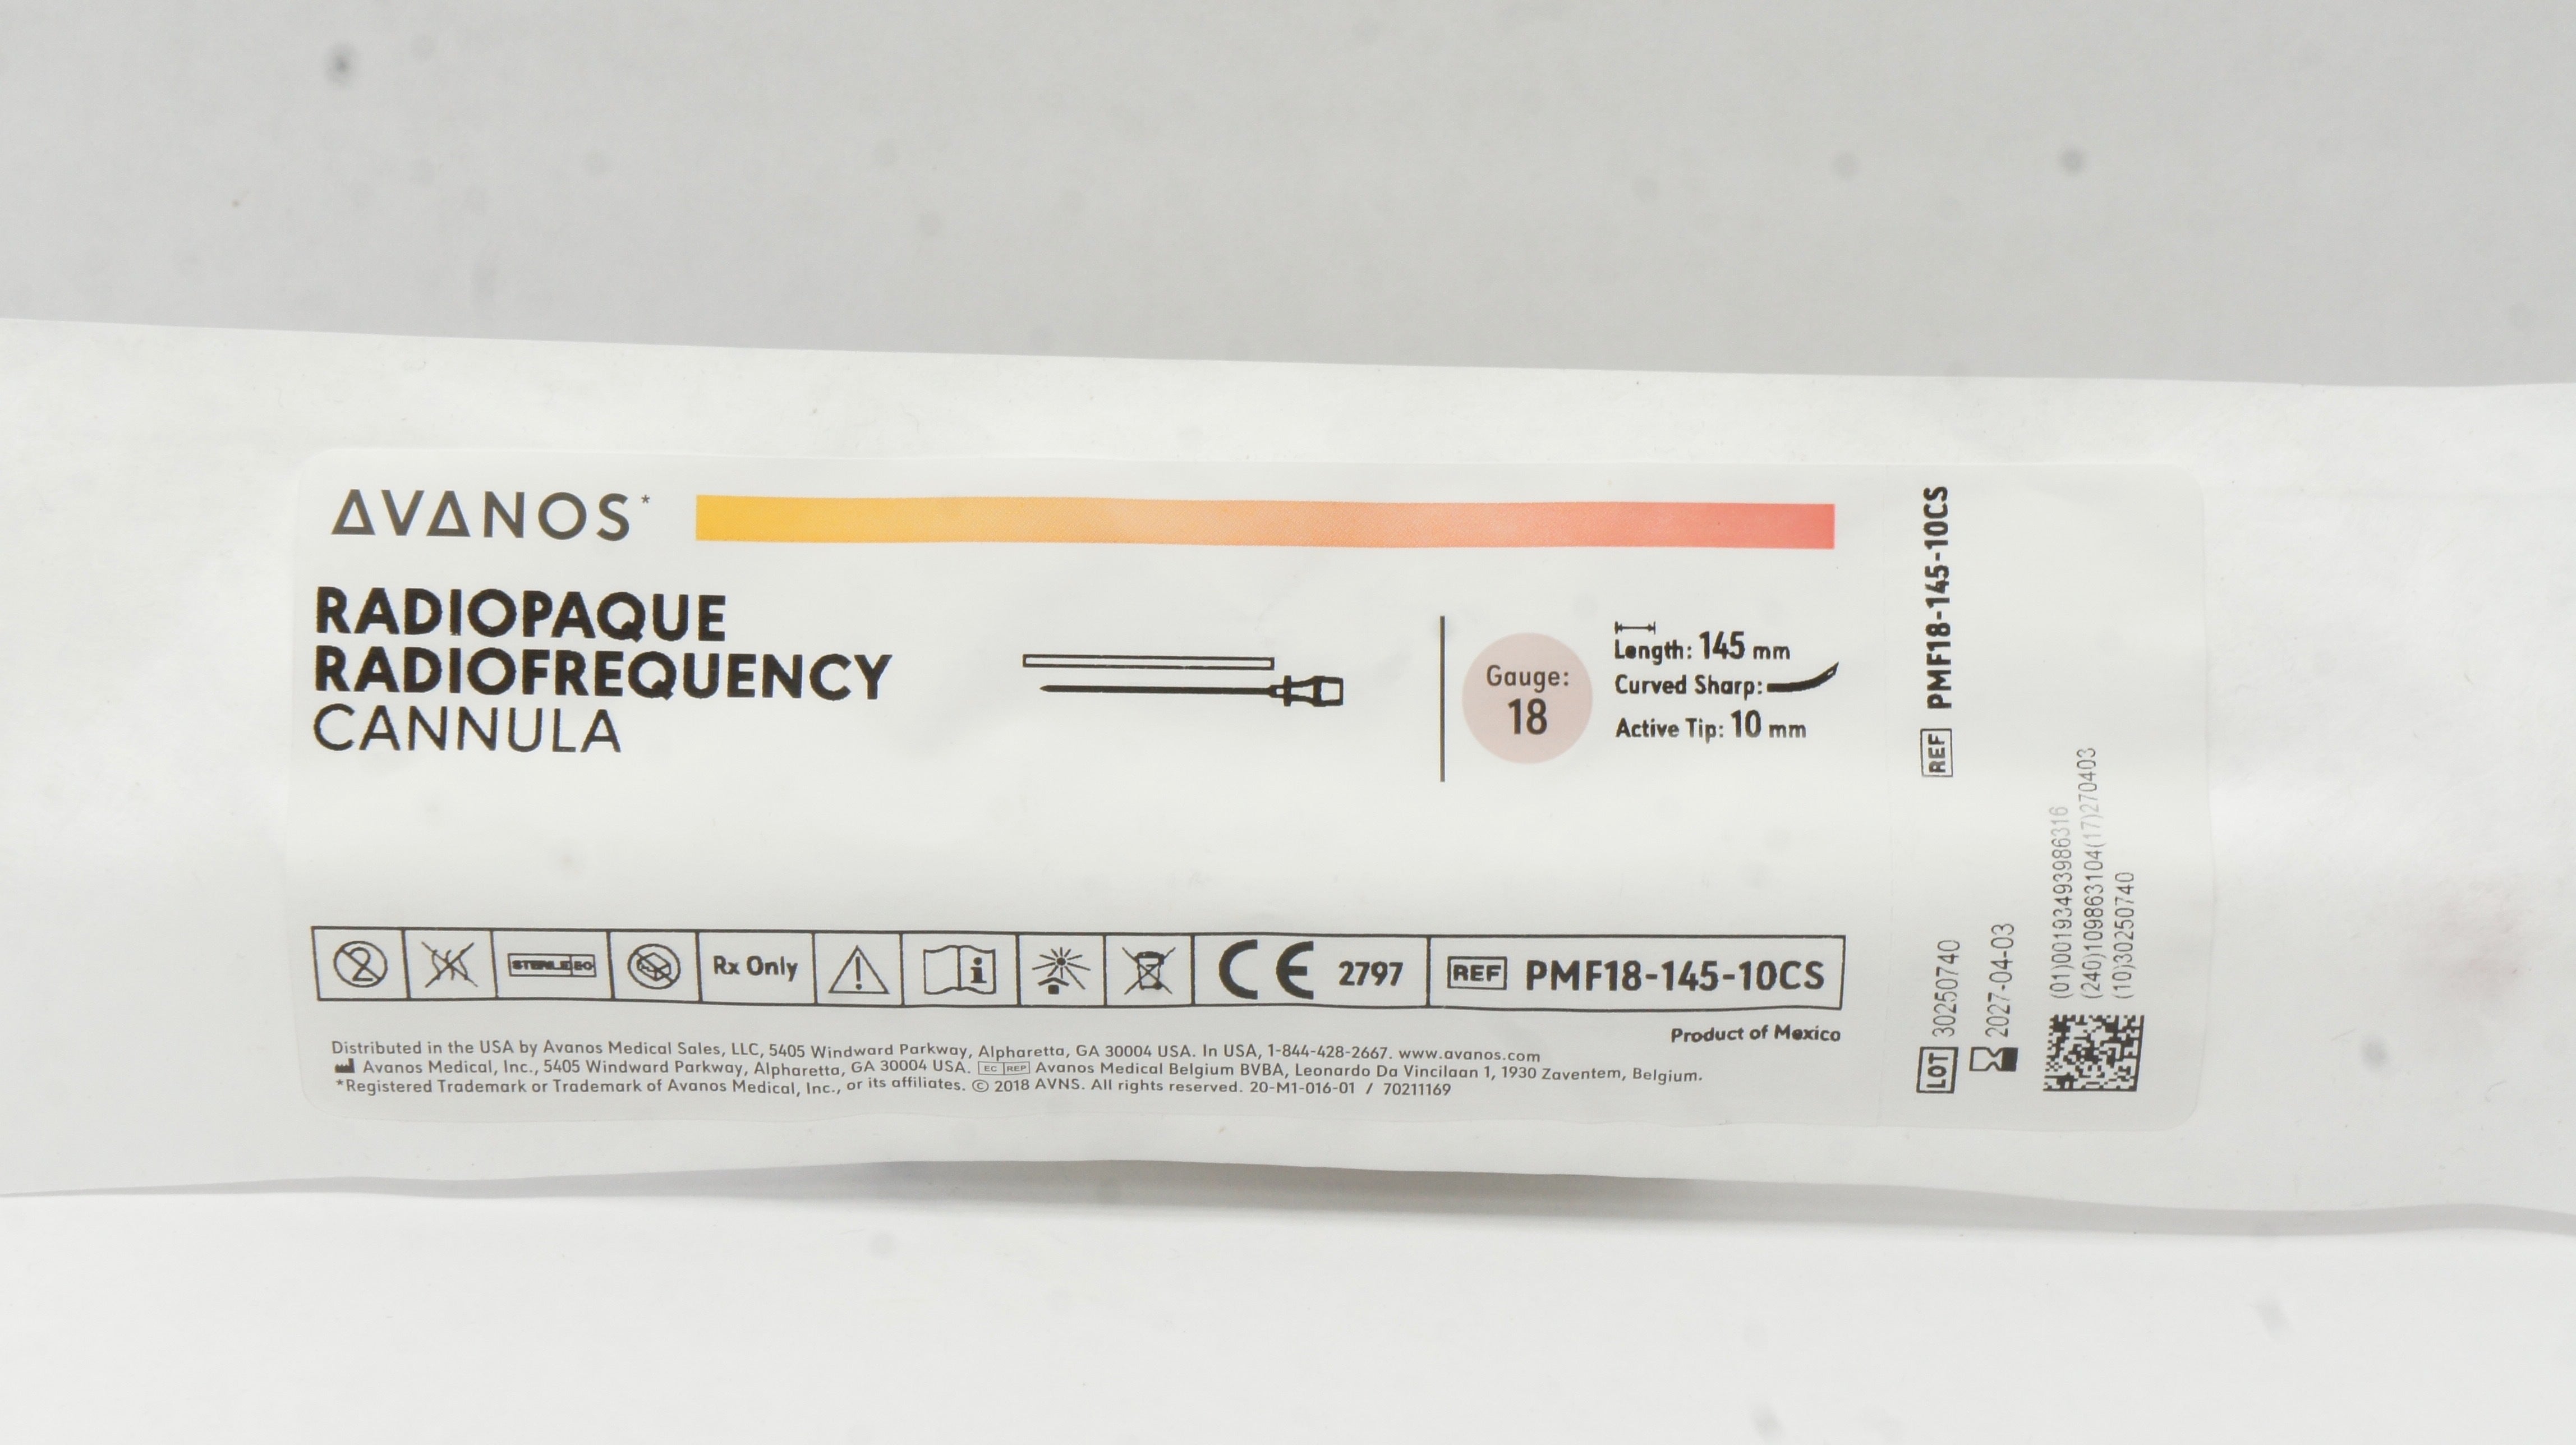 AVANOS*
RADIOPAQUE
RADIOFREQUENCY
CANNULA
Gauge:
18
Length: 145 mm
Curved Sharp:
Active Tip: 10 mm
2
STERILE EO
Rx Only
CE 2797
REF PMF18-145-10CS
Product of Mexico
Distributed in the USA by Avanos Medical Sales, LLC, 5405 Windward Parkway, Alpharetta, GA 30004 USA. In USA, 1-844-428-2667. www.avanos.com
Avanos Medical, Inc., 5405 Windward Parkway, Alpharetta, GA 30004 USA. EC REP Avanos Medical Belgium BVBA, Leonardo Da Vincilaan 1, 1930 Zaventem, Belgium.
*Registered Trademark or Trademark of Avanos Medical, Inc., or its affiliates. © 2018 AVNS. All rights reserved. 20-M1-016-01 / 70211169
REF PMF18-145-10CS
LOT 30250740
2027-04-03
(01)00193493986316
(240)109863104(17)270403
(10)30250740